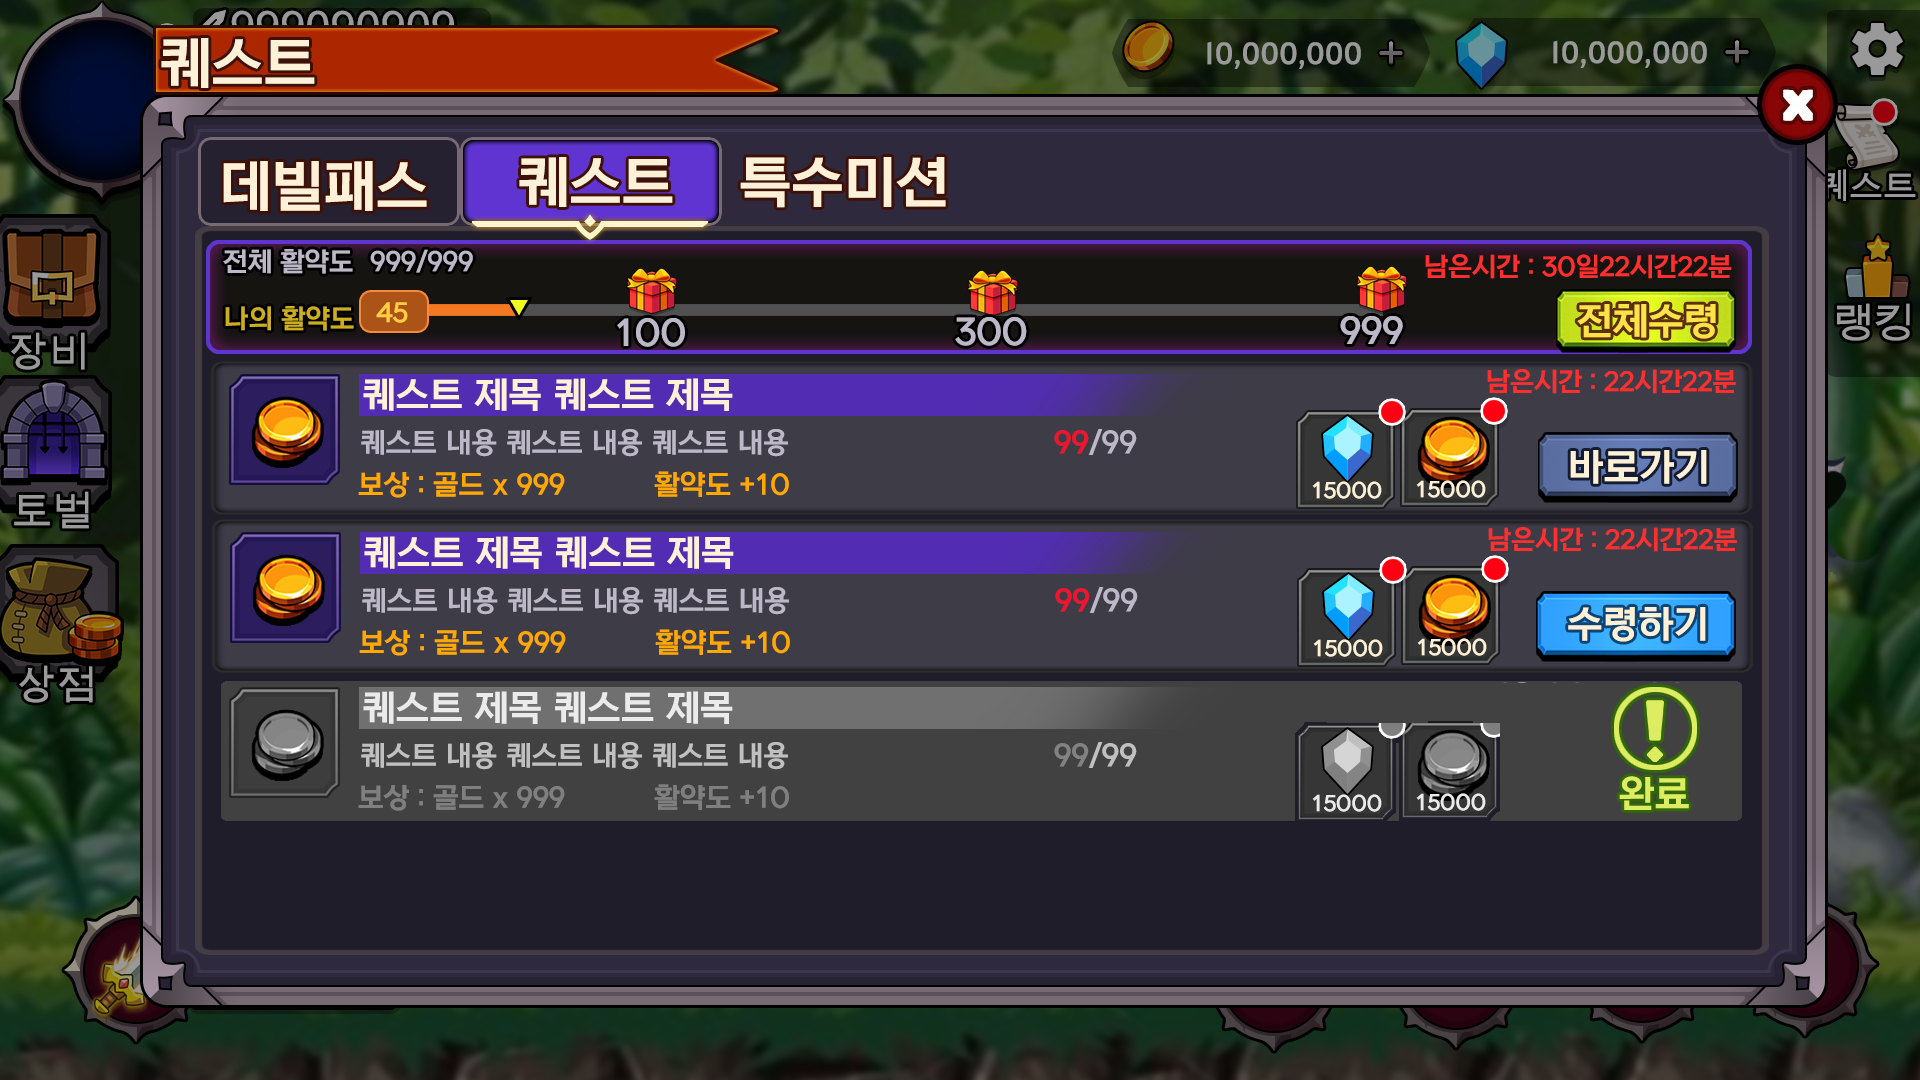 퀘스트
10,000,000 +
10,000,000 +
데빌패스
퀘스트
특수미션
퀘스트
전체 활약도 999/999
남은시간 : 30일22시간22분
나의 활약도 45
100
300
999
전체수령
랭킹
장비
퀘스트 제목 퀘스트 제목
남은시간 : 22시간22분
퀘스트 내용 퀘스트 내용 퀘스트 내용
99/99
보상 : 골드 x 999
활약도 +10
15000
15000
바로가기
토벌
퀘스트 제목 퀘스트 제목
남은시간 : 22시간22분
퀘스트 내용 퀘스트 내용 퀘스트 내용
99/99
보상 : 골드 x 999
활약도 +10
15000
15000
수령하기
상점
퀘스트 제목 퀘스트 제목
퀘스트 내용 퀘스트 내용 퀘스트 내용
99/99
보상 : 골드 x 999
활약도 +10
15000
15000
완료